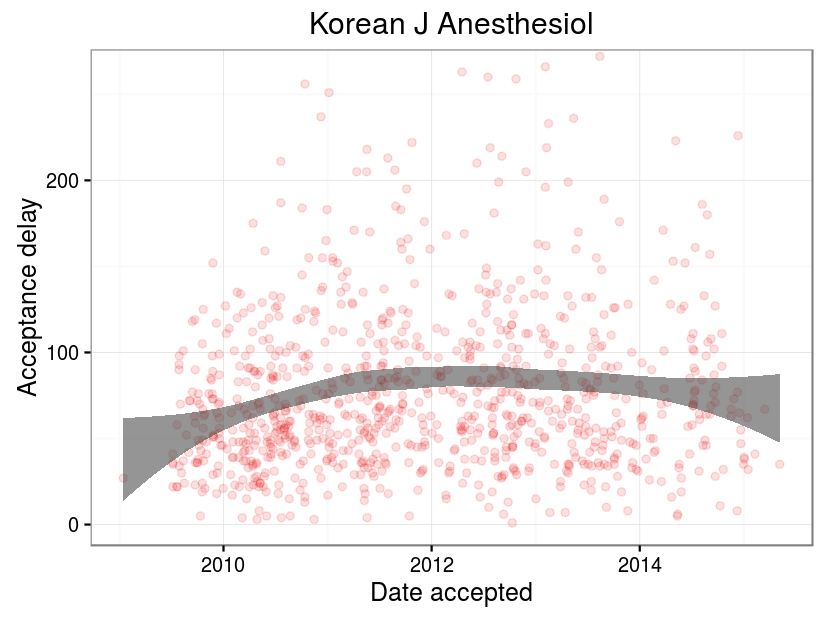 Korean J Anesthesiol
Acceptance delay
200
100
0
2010 2012 2014
Date accepted